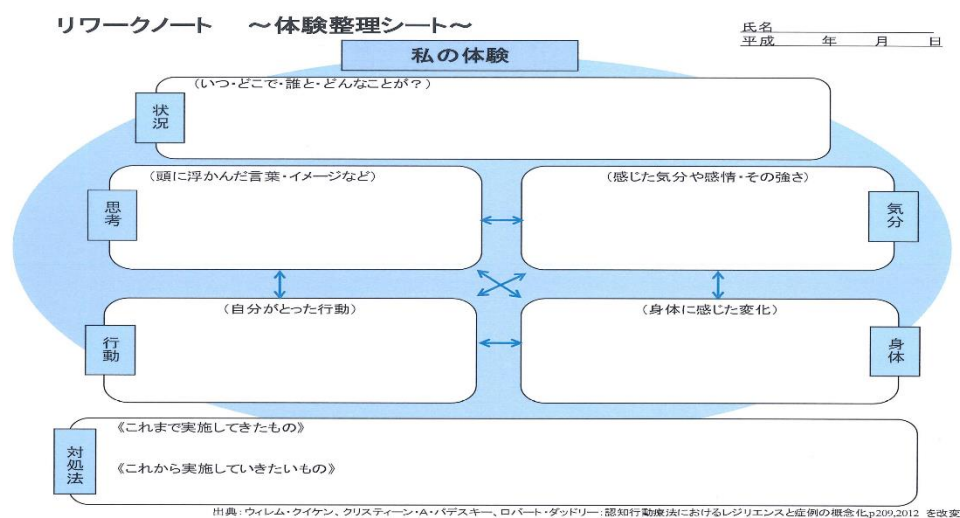 リワークノート　～体験整理シート～
氏名
平成　　年　　月　　日
私の体験
（いつ・どこで・誰と・どんなことが？）
状況
（頭に浮かんだ言葉・イメージなど）
思考
（感じた気分や感情・その強さ）
気分
（自分がとった行動）
行動
（身体に感じた変化）
身体
《これまで実施してきたもの》
対処法
《これから実施していきたいもの》
出典：ウィレム・クイケン、クリスティーン・A・パデスキー、ロバート・ダッドリー；認知行動療法におけるレジリエンスと症例の概念化,p209,2012 を改変